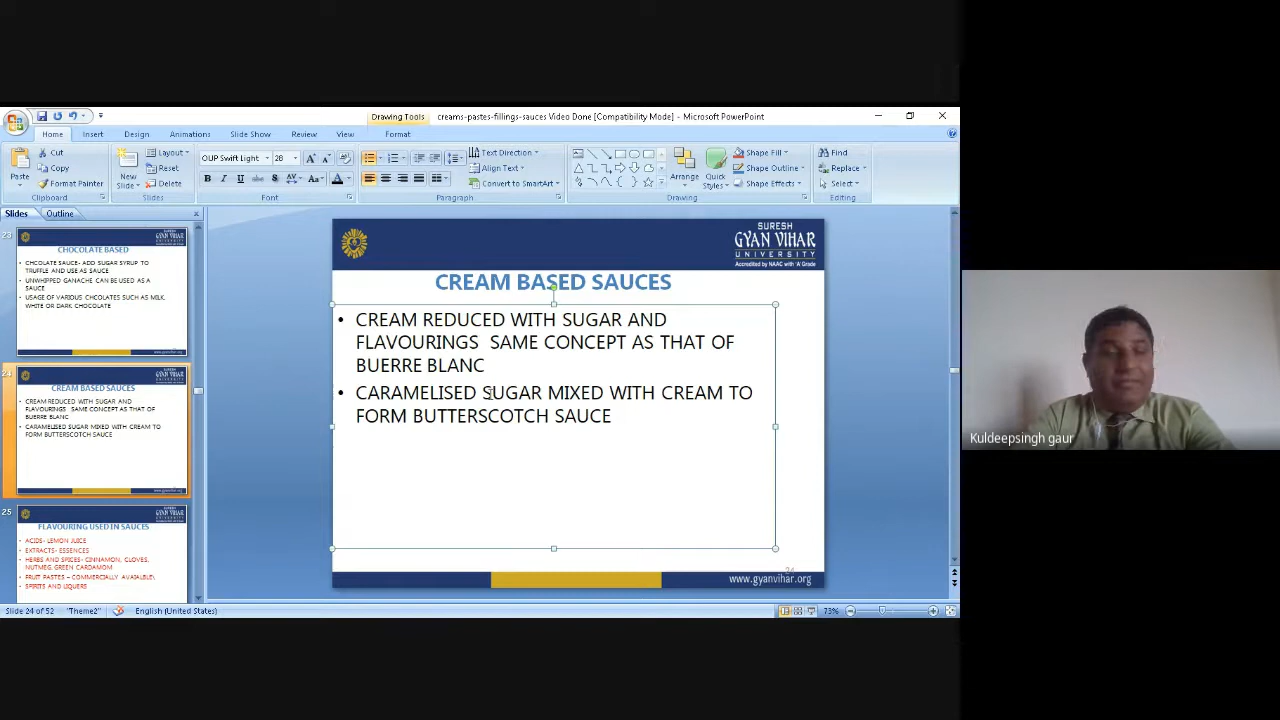 Drawing Tools
creams-pastes-fillings-sauces Video Done [Compatibility Mode] - Microsoft PowerPoint
Home Insert Design Animations Slide Show Review View Format
Paste
Cut
Copy
Format Painter
Clipboard
New Slide
Layout
Reset
Delete
Slides
OUP Swift Light 28
Font
Paragraph
Text Direction
Align Text
Convert to SmartArt
Arrange
Quick Styles
Shape Fill
Shape Outline
Shape Effects
Drawing
Find
Replace
Select
Editing
Slides Outline
23
CHOCOLATE BASED
• CHCOLATE SAUCE- ADD SUGAR SYRUP TO
TRUFFLE AND USE AS SAUCE
• UNWHIPPED GANACHE CAN BE USED AS A
SAUCE
• USAGE OF VARIOUS CHCOLATES SUCH AS MILK,
WHITE OR DARK CHOCOLATE
24
CREAM BASED SAUCES
• CREAM REDUCED WITH SUGAR AND
FLAVOURINGS SAME CONCEPT AS THAT OF
BUERRE BLANC
• CARAMELISED SUGAR MIXED WITH CREAM TO
FORM BUTTERSCOTCH SAUCE
25
FLAVOURING USED IN SAUCES
• ACIDS- LEMON JUICE
• EXTRACTS- ESSENCES
• HERBS AND SPICES- CINNAMON, CLOVES,
NUTMEG, GREEN CARDAMOM
• FRUIT PASTES – COMMERCIALLY AVAIALBLE\
• SPIRITS AND LIQUERS
SURESH
GYAN VIHAR
UNIVERSITY
Accredited by NAAC with 'A' Grade
CREAM BASED SAUCES
• CREAM REDUCED WITH SUGAR AND
FLAVOURINGS SAME CONCEPT AS THAT OF
BUERRE BLANC
• CARAMELISED SUGAR MIXED WITH CREAM TO
FORM BUTTERSCOTCH SAUCE
24
www.gyanvihar.org
Kuldeepsingh gaur
Slide 24 of 52 "Theme2" English (United States) 73%